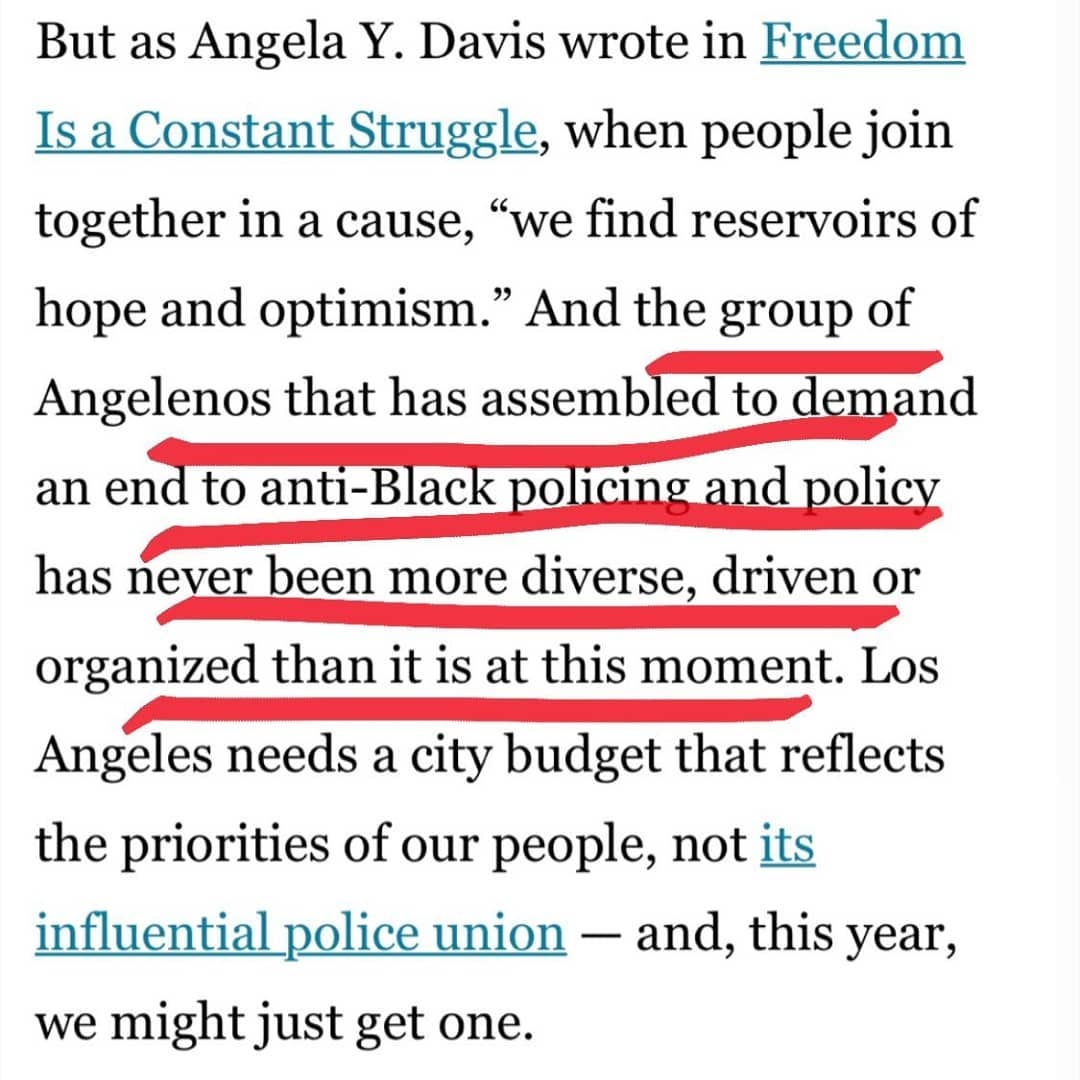 But as Angela Y. Davis wrote in Freedom
Is a Constant Struggle, when people join
together in a cause, “we find reservoirs of
hope and optimism.” And the group of
Angelenos that has assembled to demand
an end to anti-Black policing and policy
has never been more diverse, driven or
organized than it is at this moment. Los
Angeles needs a city budget that reflects
the priorities of our people, not its
influential police union — and, this year,
we might just get one.